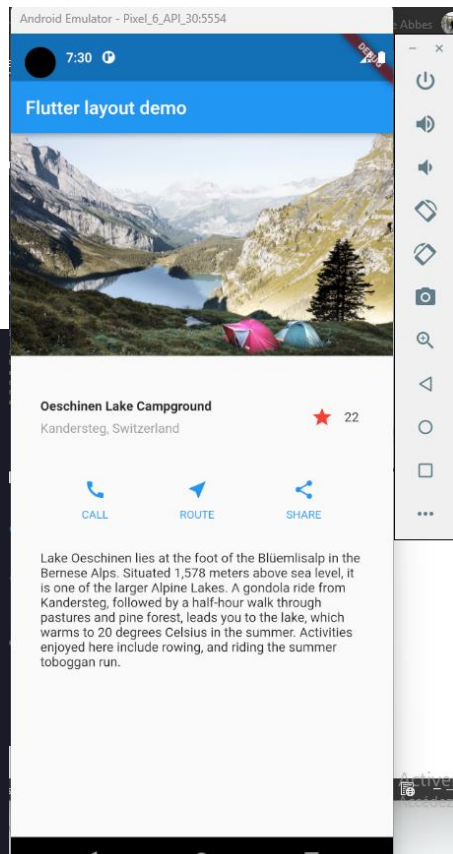 Android Emulator - Pixel_6_API_30:5554
Abbes
7:30
DEBUG
Flutter layout demo
Oeschinen Lake Campground
Kandersteg, Switzerland
22
CALL
ROUTE
SHARE
Lake Oeschinen lies at the foot of the Blüemlisalp in the
Bernese Alps. Situated 1,578 meters above sea level, it
is one of the larger Alpine Lakes. A gondola ride from
Kandersteg, followed by a half-hour walk through
pastures and pine forest, leads you to the lake, which
warms to 20 degrees Celsius in the summer. Activities
enjoyed here include rowing, and riding the summer
toboggan run.